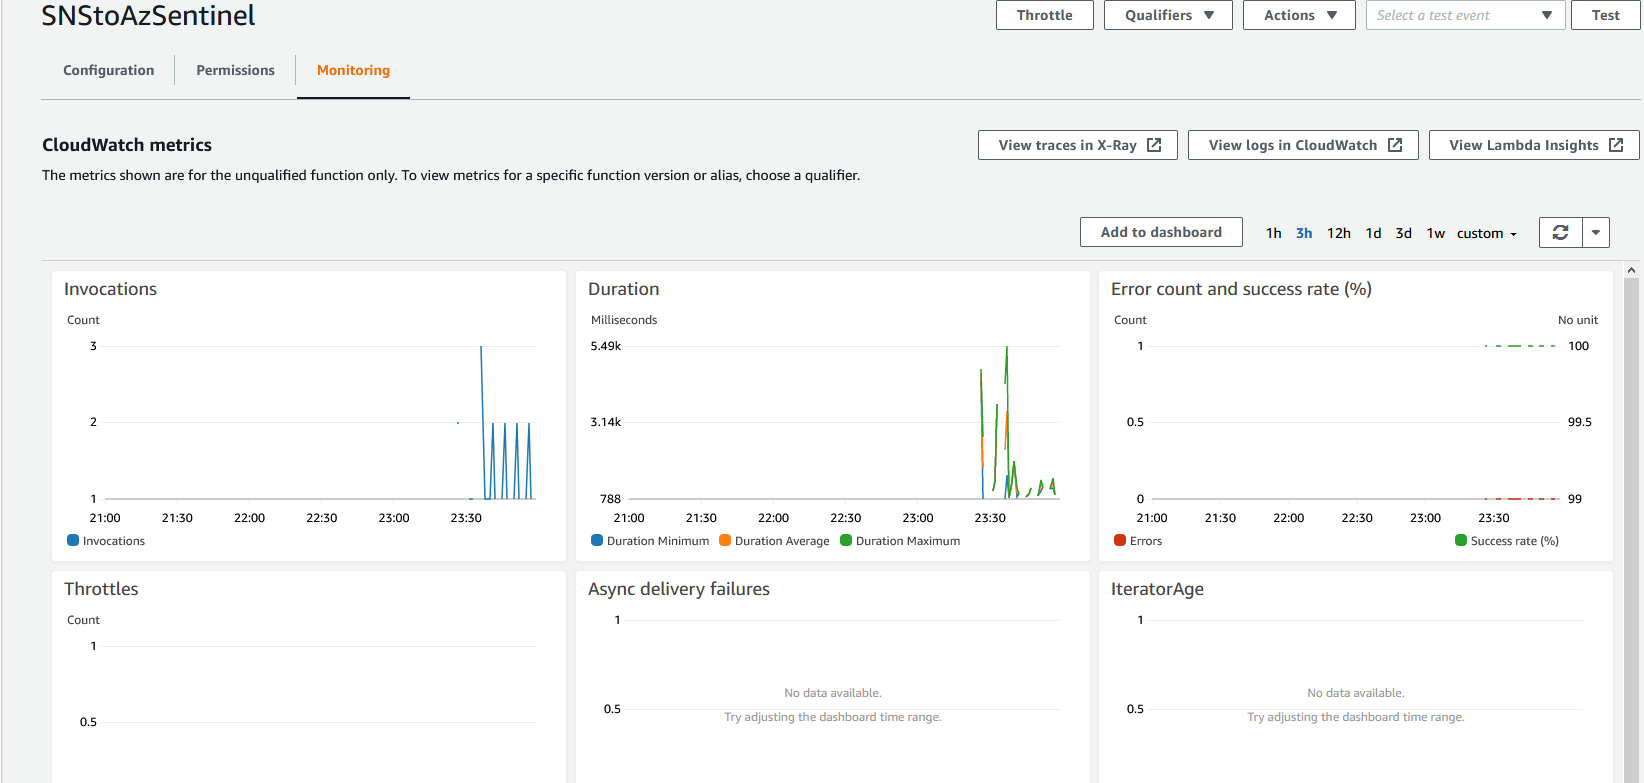 SNStoAzSentinel
Throttle
Qualifiers
Actions
Select a test event
Test
Configuration
Permissions
Monitoring
CloudWatch metrics
View traces in X-Ray
View logs in CloudWatch
View Lambda Insights
The metrics shown are for the unqualified function only. To view metrics for a specific function version or alias, choose a qualifier.
Add to dashboard
1h 3h 12h 1d 3d 1w custom
Invocations
Count
3
2
1
21:00 21:30 22:00 22:30 23:00 23:30
Invocations
Duration
Milliseconds
5.49k
3.14k
788
21:00 21:30 22:00 22:30 23:00 23:30
Duration Minimum Duration Average Duration Maximum
Error count and success rate (%)
Count No unit
1 100
0.5 99.5
0 99
21:00 21:30 22:00 22:30 23:00 23:30
Errors Success rate (%)
Throttles
Count
1
0.5
Async delivery failures
1
0.5
No data available.
Try adjusting the dashboard time range.
IteratorAge
1
0.5
No data available.
Try adjusting the dashboard time range.